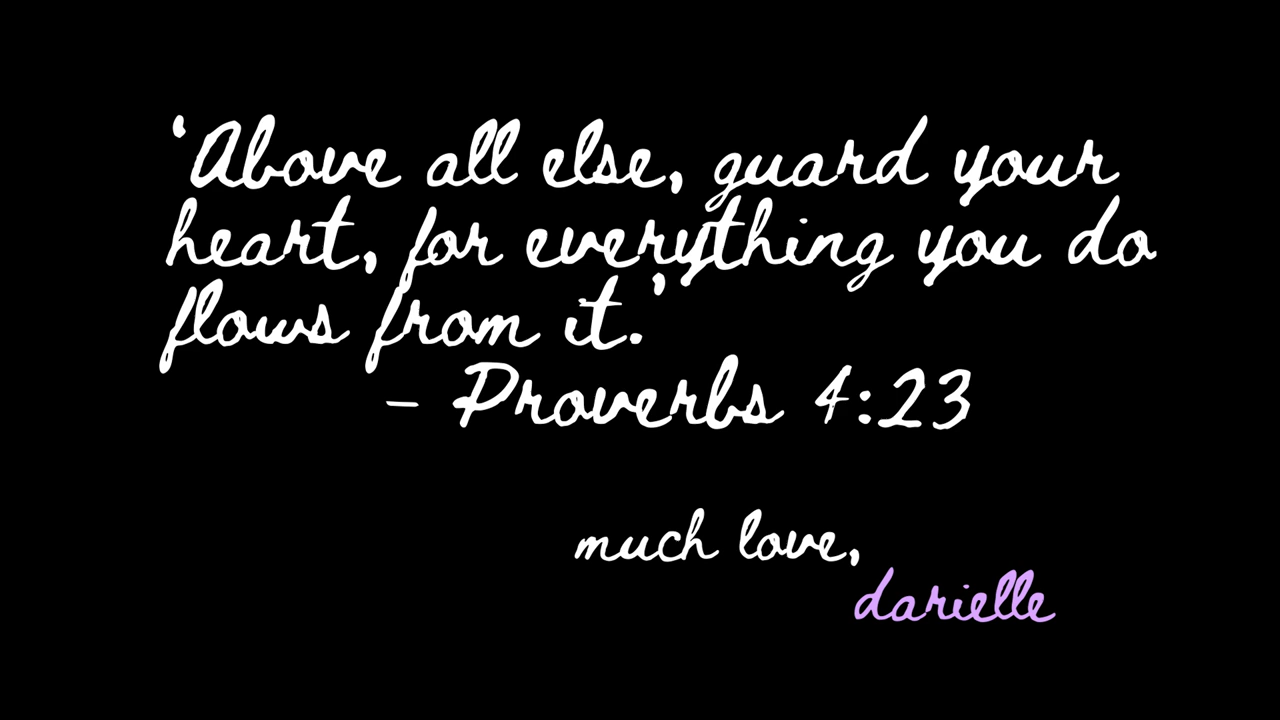 ‘Above all else, guard your
heart, for everything you do
flows from it.’
- Proverbs 4:23
much love,
darielle